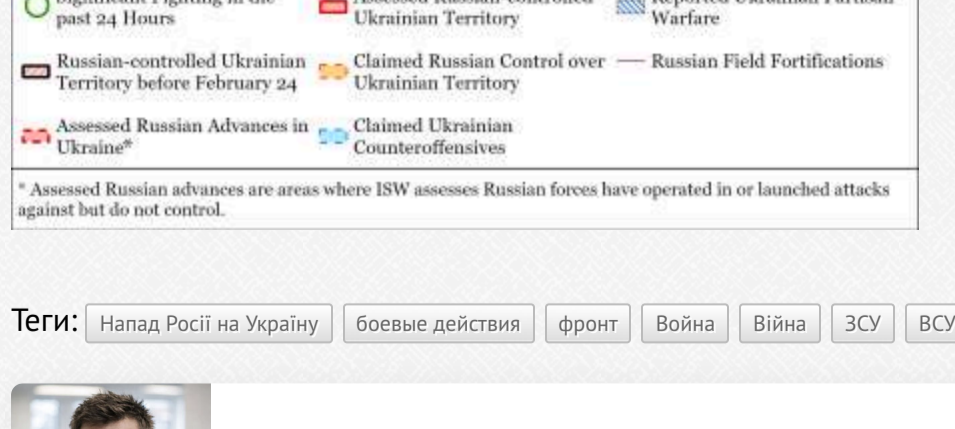 past 24 Hours
Ukrainian Territory
Warfare
Russian-controlled Ukrainian
Territory before February 24
Claimed Russian Control over
Ukrainian Territory
Russian Field Fortifications
Assessed Russian Advances in
Ukraine*
Claimed Ukrainian
Counteroffensives
* Assessed Russian advances are areas where ISW assesses Russian forces have operated in or launched attacks
against but do not control.
Теги: Напад Росії на Україну боевые действия фронт Война Війна ЗСУ ВСУ